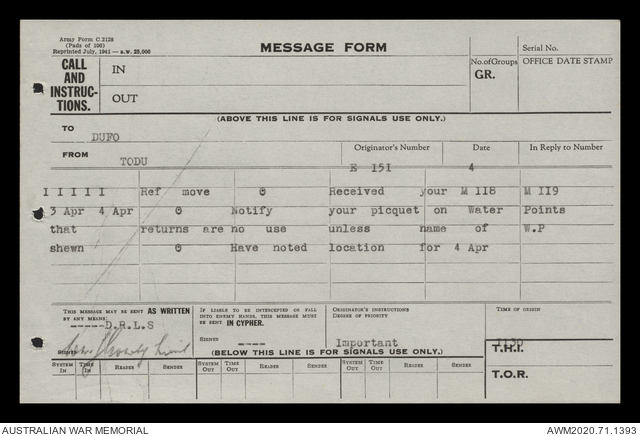 Army Form C.2128
(Pads of 100)
Reprinted July, 1941 — s.w. 25,000
MESSAGE FORM
Serial No.
CALL AND INSTRUC-TIONS.
IN
OUT
No. of Groups
GR.
OFFICE DATE STAMP
(ABOVE THIS LINE IS FOR SIGNALS USE ONLY.)
TO
DUFO
FROM
TODU
Originator's Number
Date
In Reply to Number
E 151
4
I I I I I Ref move @ Received your M 118 M 119
3 Apr 4 Apr @ Notify your picquet on Water Points
that returns are no use unless name of W.P
shewn @ Have noted location for 4 Apr
THIS MESSAGE MAY BE SENT AS WRITTEN
BY ANY MEANS.
-----D.R.L.S
SIGNED
IF LIABLE TO BE INTERCEPTED OR FALL
INTO ENEMY HANDS, THIS MESSAGE MUST
BE SENT IN CYPHER.
SIGNED
----
ORIGINATOR'S INSTRUCTIONS
DEGREE OF PRIORITY
Important
TIME OF ORIGIN
T.H.I.
T.O.R.
(BELOW THIS LINE IS FOR SIGNALS USE ONLY.)
SYSTEM IN
TIME IN
READER
SENDER
SYSTEM OUT
TIME OUT
READER
SENDER
SYSTEM OUT
TIME OUT
READER
SENDER
AUSTRALIAN WAR MEMORIAL
AWM2020.71.1393